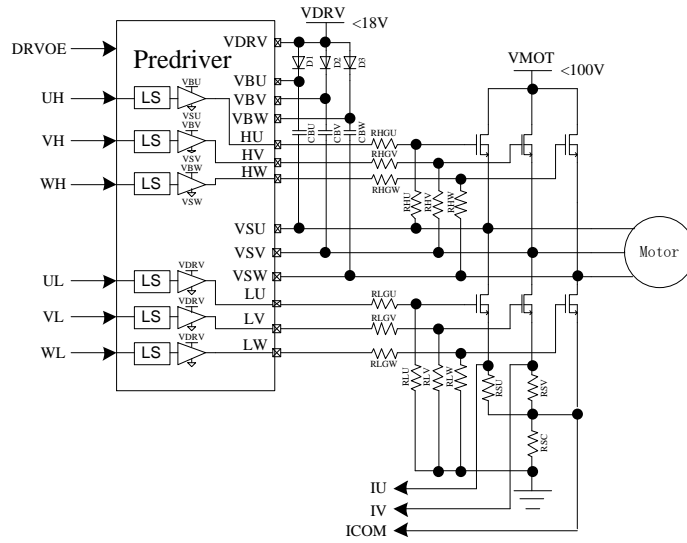 VDRV
<18V
DRVOE
Predriver
VDRV
D1
D2
D3
VMOT
<100V
UH
LS
VBU
VSU
VBU
VBV
VBW
CBU
CBV
CBW
VH
LS
VBV
VSV
HU
HV
HW
RHGU
RHGV
RHGW
WH
LS
VBW
VSW
RHU
RHV
RHW
VSU
VSV
VSW
Motor
UL
LS
VDRV
LU
RLGU
VL
LS
VDRV
LV
RLGV
WL
LS
VDRV
LW
RLGW
RLU
RLV
RLW
RSU
RSV
RSC
IU
IV
ICOM